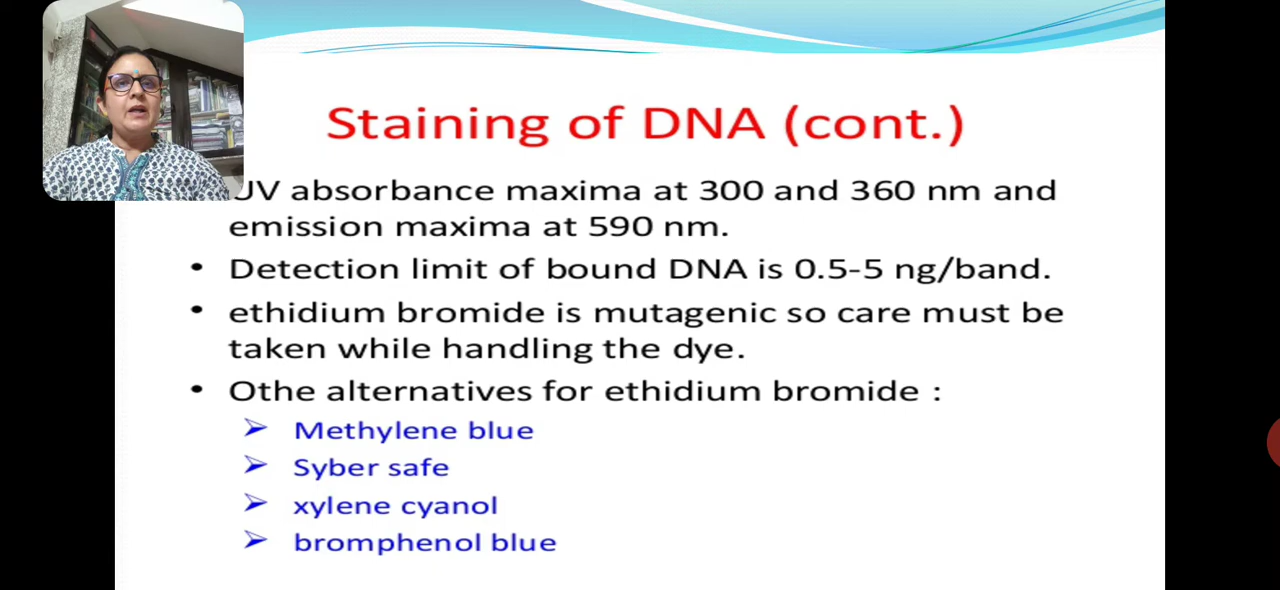 Staining of DNA (cont.)
UV absorbance maxima at 300 and 360 nm and
emission maxima at 590 nm.
• Detection limit of bound DNA is 0.5-5 ng/band.
• ethidium bromide is mutagenic so care must be
taken while handling the dye.
• Othe alternatives for ethidium bromide :
➢ Methylene blue
➢ Syber safe
➢ xylene cyanol
➢ bromphenol blue